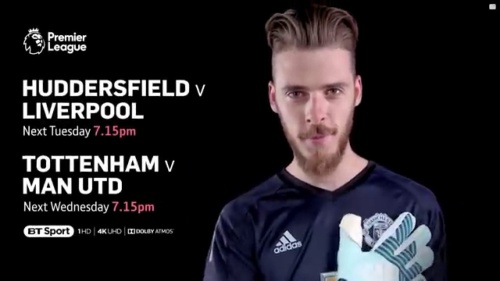 Premier
League
HUDDERSFIELD v
LIVERPOOL
Next Tuesday 7.15pm
TOTTENHAM v
MAN UTD
Next Wednesday 7.15pm
BT Sport 1HD 4K UHD DOLBY ATMOS
adidas